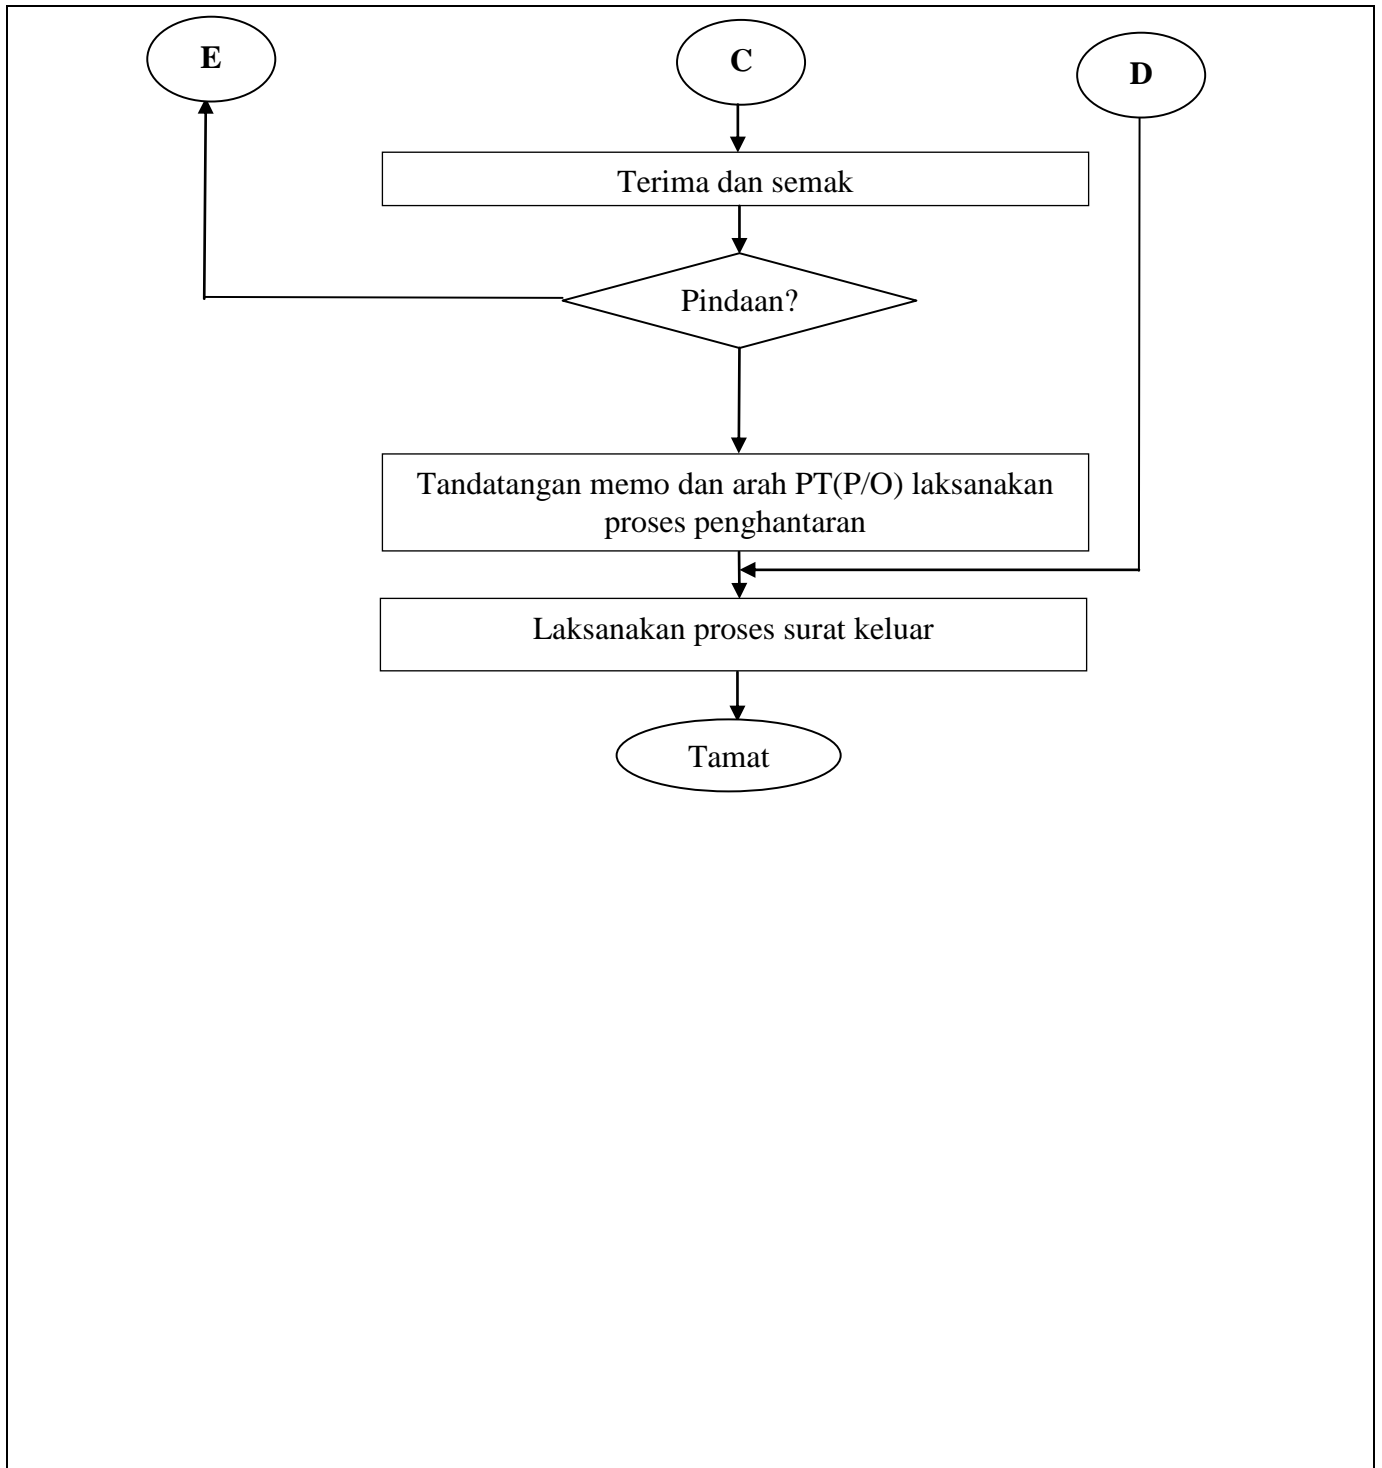 E
C
D
Terima dan semak
Pindaan?
Tandatangan memo dan arah PT(P/O) laksanakan
proses penghantaran
Laksanakan proses surat keluar
Tamat